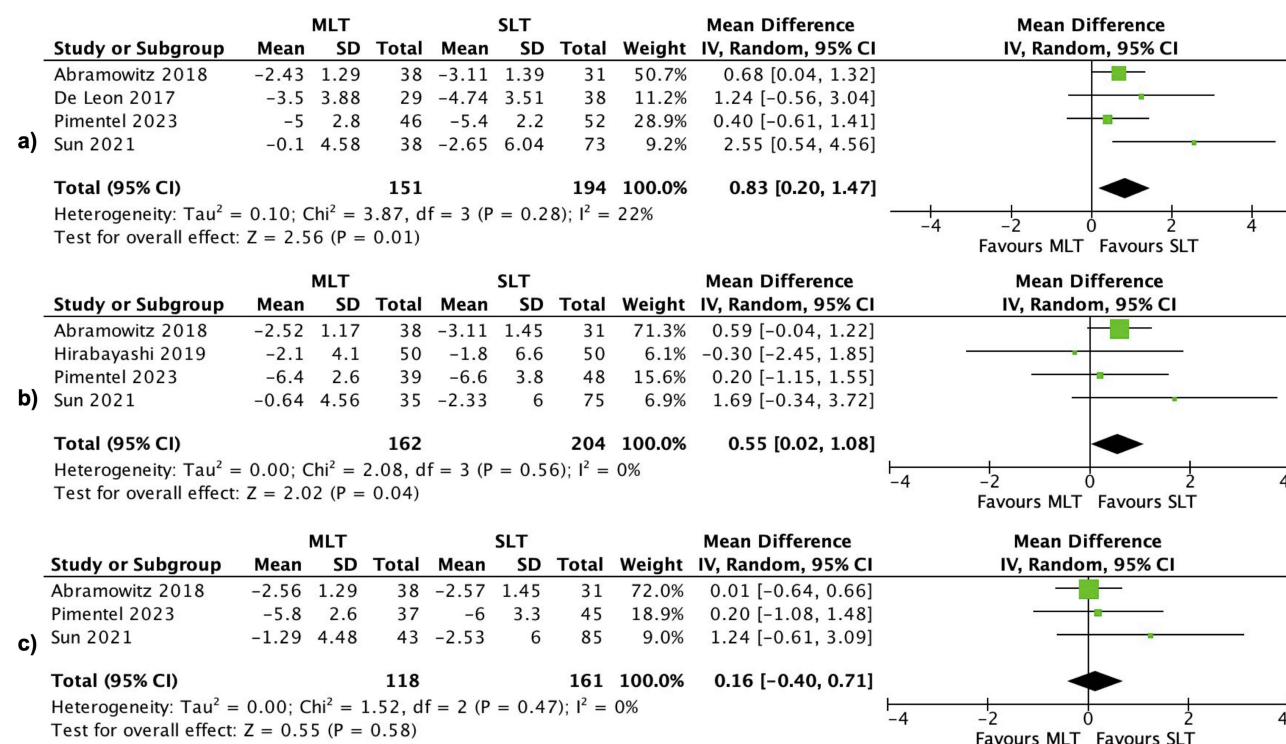 MLT SLT Mean Difference Mean Difference
Study or Subgroup Mean SD Total Mean SD Total Weight IV, Random, 95% CI IV, Random, 95% CI
Abramowitz 2018 −2.43 1.29 38 −3.11 1.39 31 50.7% 0.68 [0.04, 1.32]
De Leon 2017 −3.5 3.88 29 −4.74 3.51 38 11.2% 1.24 [−0.56, 3.04]
Pimentel 2023 −5 2.8 46 −5.4 2.2 52 28.9% 0.40 [−0.61, 1.41]
a)
Sun 2021 −0.1 4.58 38 −2.65 6.04 73 9.2% 2.55 [0.54, 4.56]
Total (95% CI) 151 194 100.0% 0.83 [0.20, 1.47]
Heterogeneity: Tau² = 0.10; Chi² = 3.87, df = 3 (P = 0.28); I² = 22%
−4 −2 0 2 4
Test for overall effect: Z = 2.56 (P = 0.01)
Favours MLT Favours SLT
MLT SLT Mean Difference Mean Difference
Study or Subgroup Mean SD Total Mean SD Total Weight IV, Random, 95% CI IV, Random, 95% CI
Abramowitz 2018 −2.52 1.17 38 −3.11 1.45 31 71.3% 0.59 [−0.04, 1.22]
Hirabayashi 2019 −2.1 4.1 50 −1.8 6.6 50 6.1% −0.30 [−2.45, 1.85]
Pimentel 2023 −6.4 2.6 39 −6.6 3.8 48 15.6% 0.20 [−1.15, 1.55]
b)
Sun 2021 −0.64 4.56 35 −2.33 6 75 6.9% 1.69 [−0.34, 3.72]
Total (95% CI) 162 204 100.0% 0.55 [0.02, 1.08]
Heterogeneity: Tau² = 0.00; Chi² = 2.08, df = 3 (P = 0.56); I² = 0%
−4 −2 0 2 4
Test for overall effect: Z = 2.02 (P = 0.04)
Favours MLT Favours SLT
MLT SLT Mean Difference Mean Difference
Study or Subgroup Mean SD Total Mean SD Total Weight IV, Random, 95% CI IV, Random, 95% CI
Abramowitz 2018 −2.56 1.29 38 −2.57 1.45 31 72.0% 0.01 [−0.64, 0.66]
Pimentel 2023 −5.8 2.6 37 −6 3.3 45 18.9% 0.20 [−1.08, 1.48]
Sun 2021 −1.29 4.48 43 −2.53 6 85 9.0% 1.24 [−0.61, 3.09]
c)
Total (95% CI) 118 161 100.0% 0.16 [−0.40, 0.71]
Heterogeneity: Tau² = 0.00; Chi² = 1.52, df = 2 (P = 0.47); I² = 0%
−4 −2 0 2 4
Test for overall effect: Z = 0.55 (P = 0.58)
Favours MLT Favours SLT